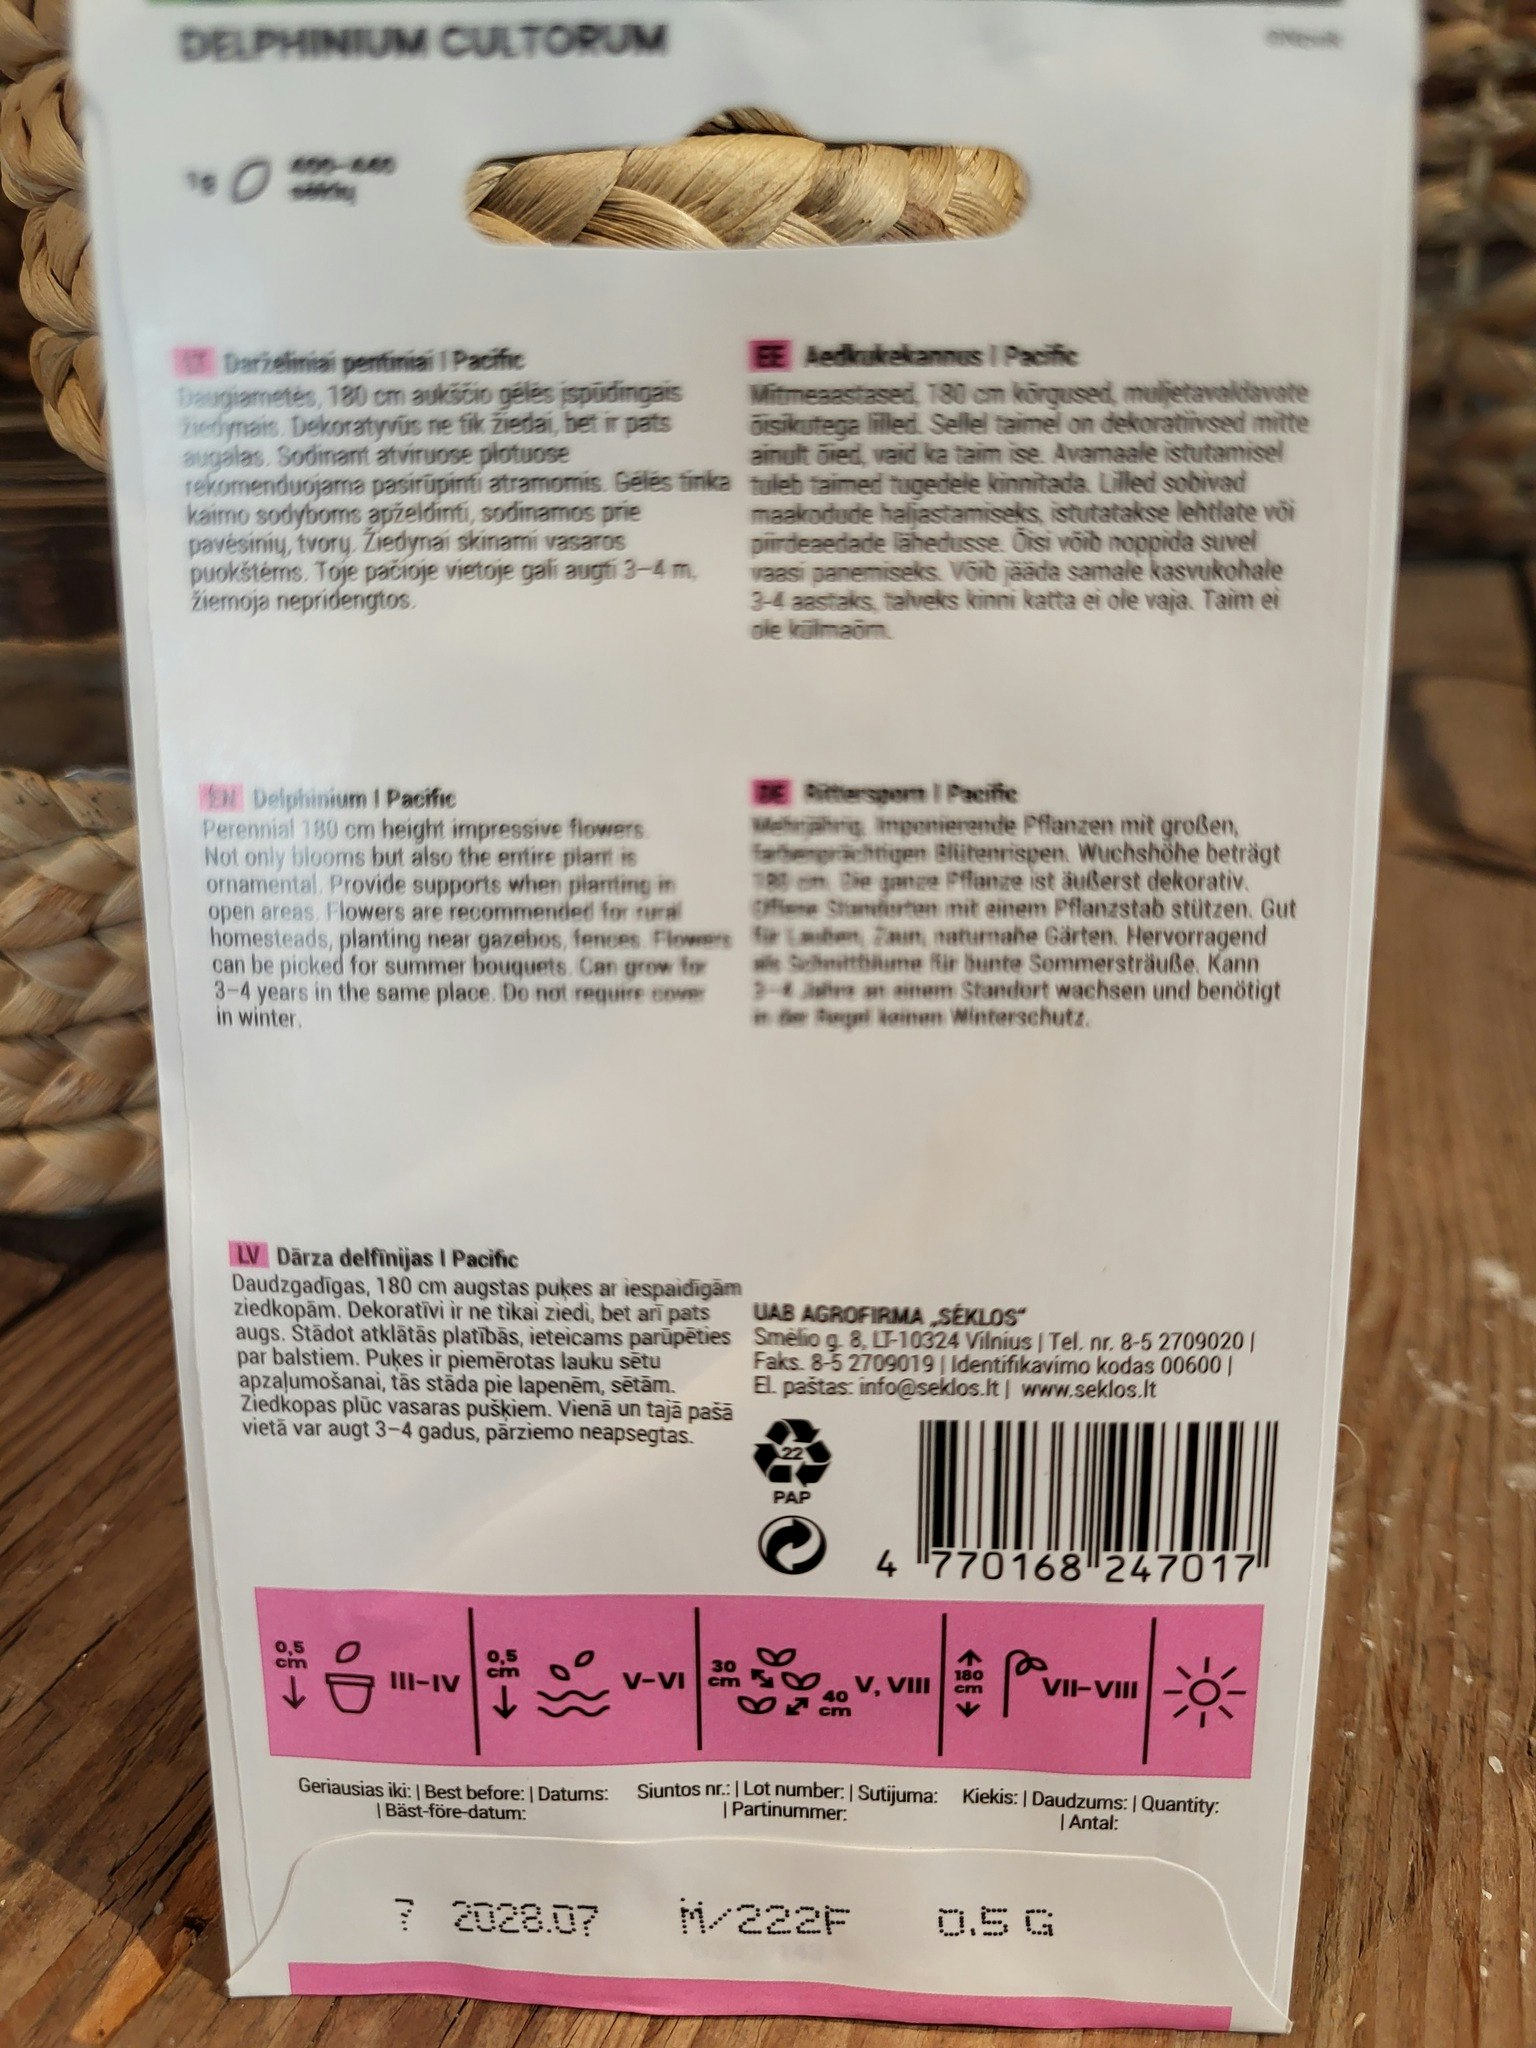 DELPHINIUM CULTORUM
1g
LT Darželiniai pentiniai | Pacific
Daugiametės, 180 cm aukščio gėlės įspūdingais
žiedynais. Dekoratyvūs ne tik žiedai, bet ir pats
augalas. Sodinant atviruose plotuose
rekomenduojama pasirūpinti atramomis. Gėlės tinka
kaimo sodyboms apželdinti, sodinamos prie
pavėsinių, tvorų. Žiedynai skinami vasaros
puokštėms. Toje pačioje vietoje gali augti 3–4 m,
žiemoja nepridengtos.
EE Aedkukekannus | Pacific
Mitmeaastased, 180 cm kõrgused, muljetavaldavate
õisikutega lilled. Sellel taimel on dekoratiivsed mitte
ainult õied, vaid ka taim ise. Avamaale istutamisel
tuleb taimed tugedele kinnitada. Lilled sobivad
maakodude haljastamiseks, istutatakse lehtlate või
piirdeaedade lähedusse. Õisi võib noppida suvel
vaasi panemiseks. Võib jääda samale kasvukohale
3-4 aastaks, talveks kinni katta ei ole vaja. Taim ei
ole külmaõrn.
EN Delphinium | Pacific
Perennial 180 cm height impressive flowers.
Not only blooms but also the entire plant is
ornamental. Provide supports when planting in
open areas. Flowers are recommended for rural
homesteads, planting near gazebos, fences. Flowers
can be picked for summer bouquets. Can grow for
3–4 years in the same place. Do not require cover
in winter.
DE Rittersporn | Pacific
Mehrjährig. Imponierende Pflanzen mit großen,
farbenprächtigen Blütenrispen. Wuchshöhe beträgt
180 cm. Die ganze Pflanze ist äußerst dekorativ.
Offene Standorten mit einem Pflanzstab stützen. Gut
für Lauben, Zaun, naturnahe Gärten. Hervorragend
als Schnittblume für bunte Sommersträuße. Kann
3–4 Jahre an einem Standort wachsen und benötigt
in der Regel keinen Winterschutz.
LV Dārza delfīnijas | Pacific
Daudzgadīgas, 180 cm augstas puķes ar iespaidīgām
ziedkopām. Dekoratīvi ir ne tikai ziedi, bet arī pats
augs. Stādot atklātās platībās, ieteicams parūpēties
par balstiem. Puķes ir piemērotas lauku sētu
apzaļumošanai, tās stāda pie lapenēm, sētām.
Ziedkopas plūc vasaras pušķiem. Vienā un tajā pašā
vietā var augt 3–4 gadus, pārziemo neapsegtas.
UAB AGROFIRMA „SĖKLOS“
Smėlio g. 8, LT-10324 Vilnius | Tel. nr. 8-5 2709020 |
Faks. 8-5 2709019 | Identifikavimo kodas 00600 |
El. paštas: info@seklos.lt | www.seklos.lt
22
PAP
4 770168 247017
0,5 cm III–IV
0,5 cm V–VI
30 cm 40 cm V, VIII
180 cm VII–VIII
Geriausias iki: | Best before: | Datums:
| Bäst-före-datum:
Siuntos nr.: | Lot number: | Sutijuma:
| Partinummer:
Kiekis: | Daudzums: | Quantity:
| Antal:
7 2028.07 M/222F 0.5 G